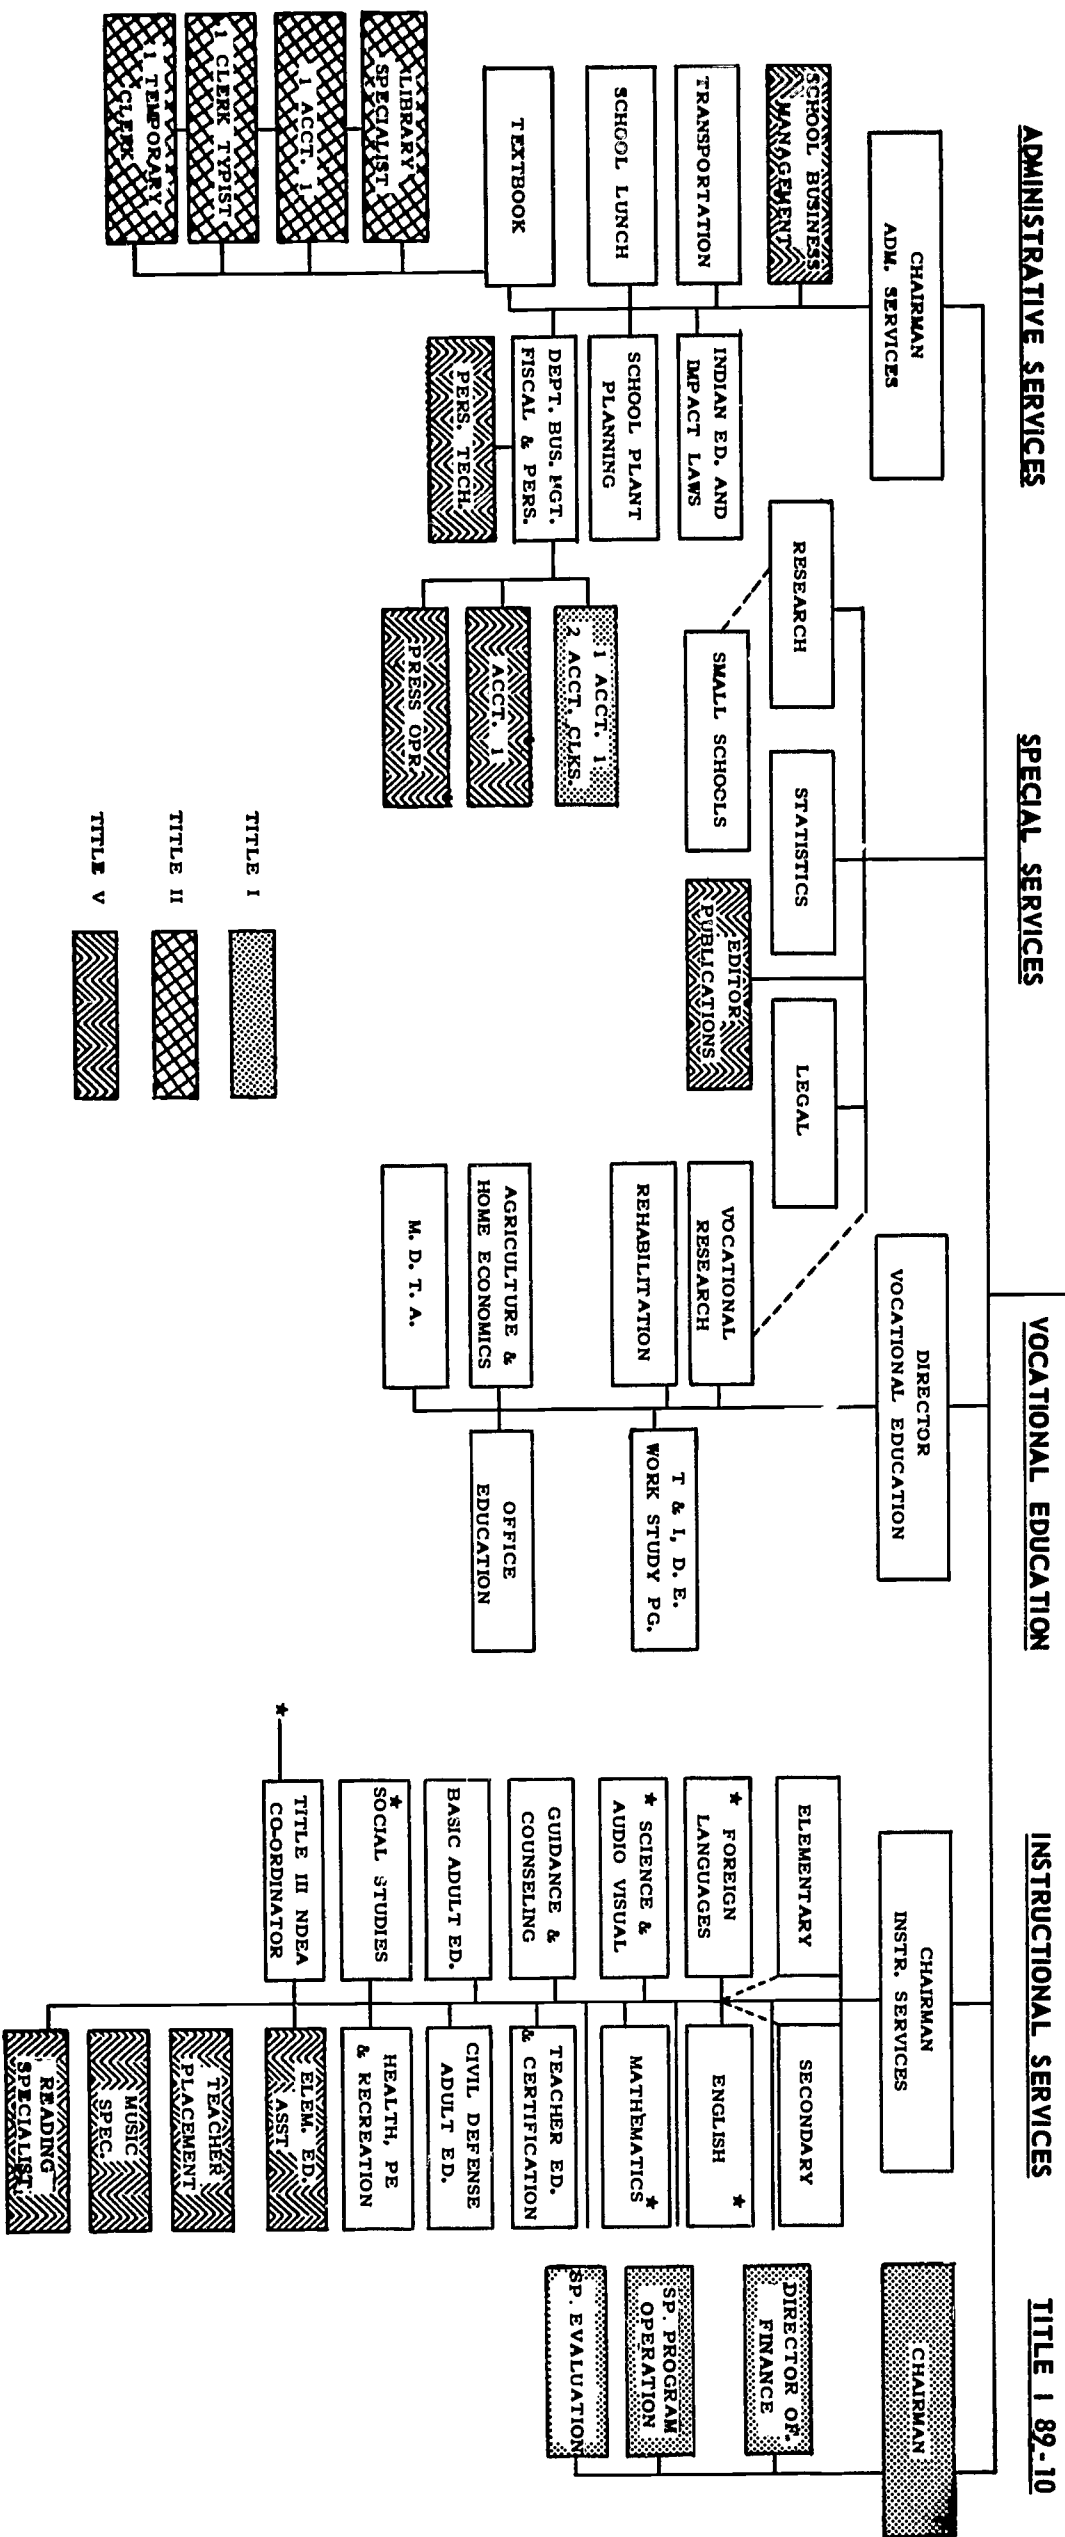 ADMINISTRATIVE SERVICES
SPECIAL SERVICES
VOCATIONAL EDUCATION
INSTRUCTIONAL SERVICES
TITLE I 89-10
CHAIRMAN
ADM. SERVICES
SCHOOL BUSINESS
MANAGEMENT
TRANSPORTATION
INDIAN ED. AND
IMPACT LAWS
SCHOOL LUNCH
SCHOOL PLANT
PLANNING
TEXTBOOK
DEPT. BUS. MGT.
FISCAL & PERS.
PERS. TECH.
LIBRARY
SPECIALIST
1 ACCT. 1
1 CLERK TYPIST
1 TEMPORARY
CLERK
1 ACCT. 1
2 ACCT. CLKS.
ACCT. 1
PRESS OPR.
RESEARCH
STATISTICS
LEGAL
SMALL SCHOOLS
EDITOR
PUBLICATIONS
DIRECTOR
VOCATIONAL EDUCATION
VOCATIONAL
RESEARCH
REHABILITATION
T & I, D. E.
WORK STUDY PG.
AGRICULTURE &
HOME ECONOMICS
OFFICE
EDUCATION
M. D. T. A.
CHAIRMAN
INSTR. SERVICES
ELEMENTARY
SECONDARY
★ FOREIGN
LANGUAGES
ENGLISH ★
★ SCIENCE &
AUDIO VISUAL
MATHEMATICS ★
GUIDANCE &
COUNSELING
TEACHER ED.
& CERTIFICATION
BASIC ADULT ED.
CIVIL DEFENSE
ADULT ED.
★
SOCIAL STUDIES
HEALTH, PE
& RECREATION
★
TITLE III NDEA
CO-ORDINATOR
ELEM. ED.
ASST
TEACHER
PLACEMENT
MUSIC
SPEC.
READING
SPECIALIST
CHAIRMAN
DIRECTOR OF
FINANCE
SP. PROGRAM
OPERATION
SP. EVALUATION
TITLE I
TITLE II
TITLE V